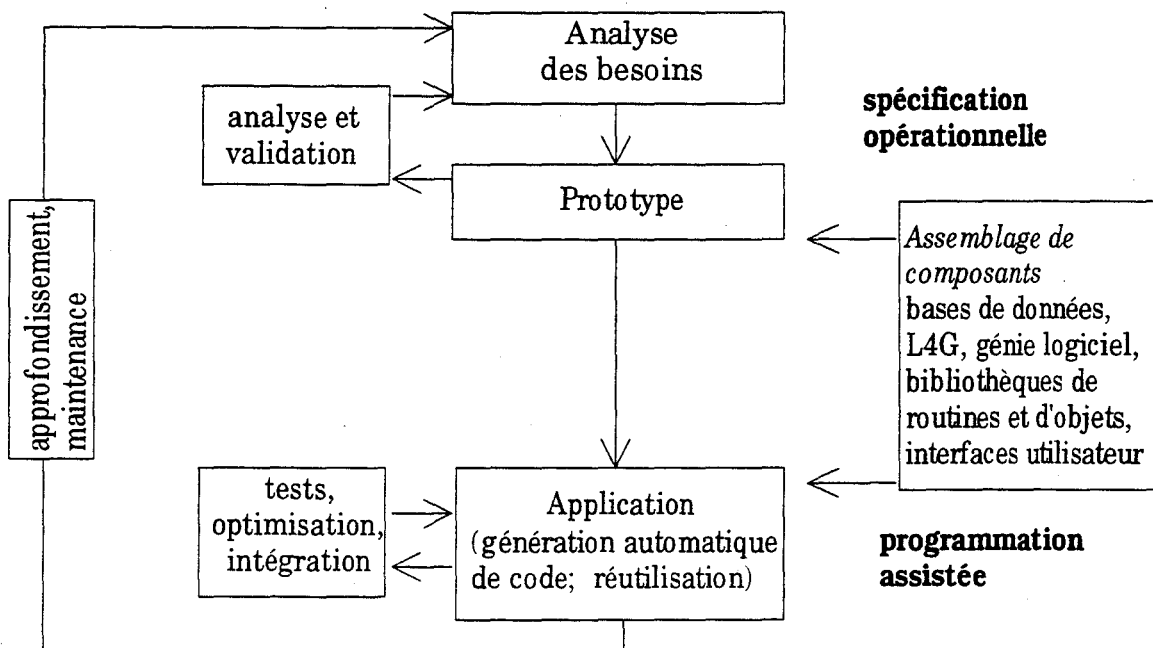 Analyse
des besoins
analyse et
validation
spécification
opérationnelle
Prototype
approfondissement,
maintenance
Assemblage de
composants
bases de données,
L4G, génie logiciel,
bibliothèques de
routines et d'objets,
interfaces utilisateur
tests,
optimisation,
intégration
Application
(génération automatique
de code; réutilisation)
programmation
assistée